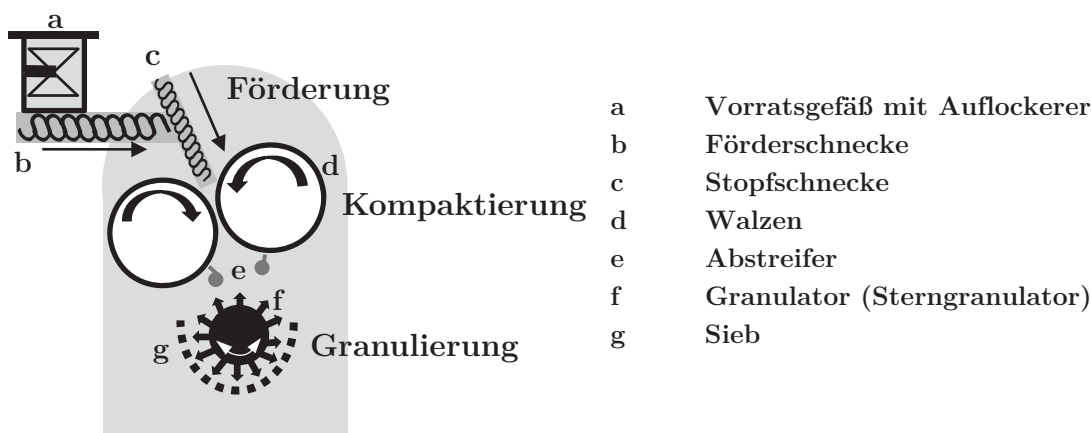 a
c
Förderung
b
d
Kompaktierung
e
f
g
Granulierung
a Vorratsgefäß mit Auflockerer
b Förderschnecke
c Stopfschnecke
d Walzen
e Abstreifer
f Granulator (Sterngranulator)
g Sieb